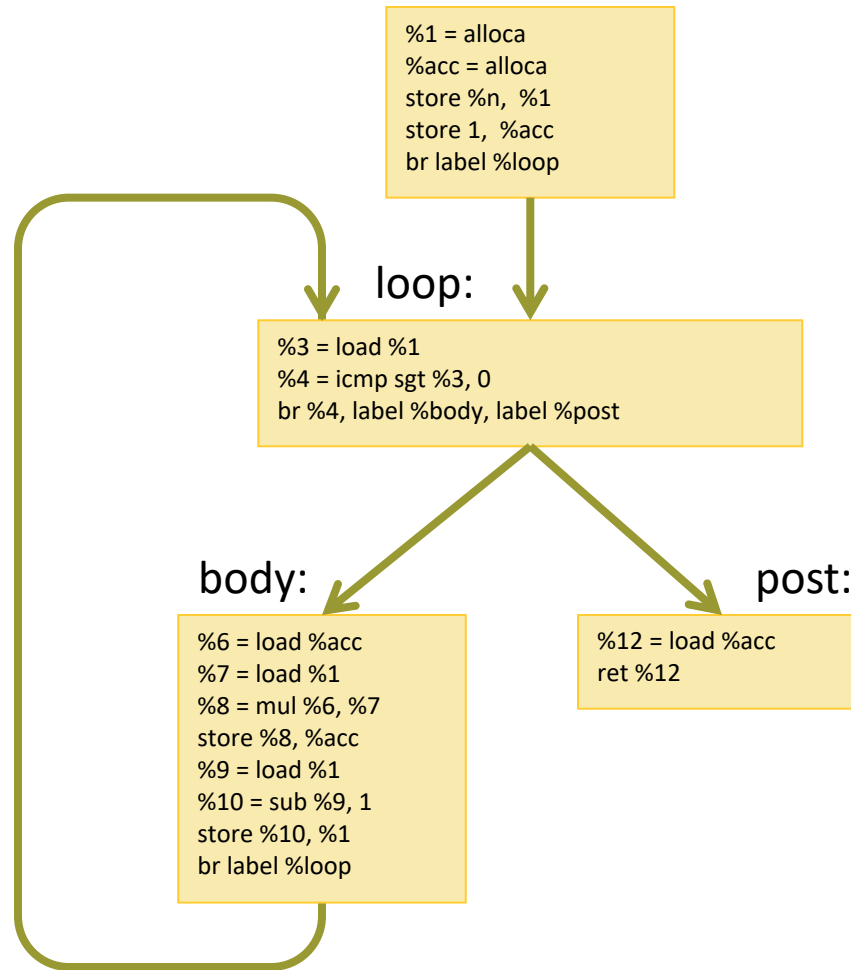 %1 = alloca
%acc = alloca
store %n,  %1
store 1,  %acc
br label %loop
loop:
%3 = load %1
%4 = icmp sgt %3, 0
br %4, label %body, label %post
body:
%6 = load %acc
%7 = load %1
%8 = mul %6, %7
store %8, %acc
%9 = load %1
%10 = sub %9, 1
store %10, %1
br label %loop
post:
%12 = load %acc
ret %12